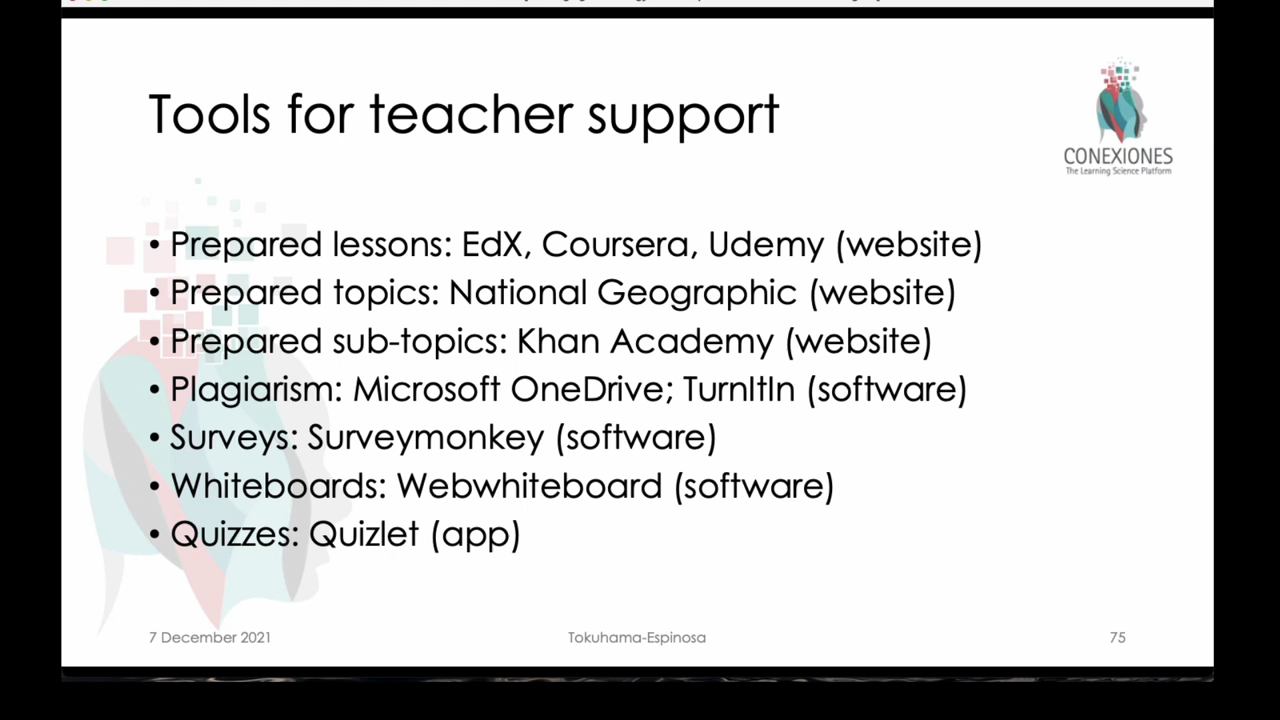 Tools for teacher support
CONEXIONES
The Learning Science Platform
• Prepared lessons: EdX, Coursera, Udemy (website)
• Prepared topics: National Geographic (website)
• Prepared sub-topics: Khan Academy (website)
• Plagiarism: Microsoft OneDrive; TurnItIn (software)
• Surveys: Surveymonkey (software)
• Whiteboards: Webwhiteboard (software)
• Quizzes: Quizlet (app)
7 December 2021
Tokuhama-Espinosa
75